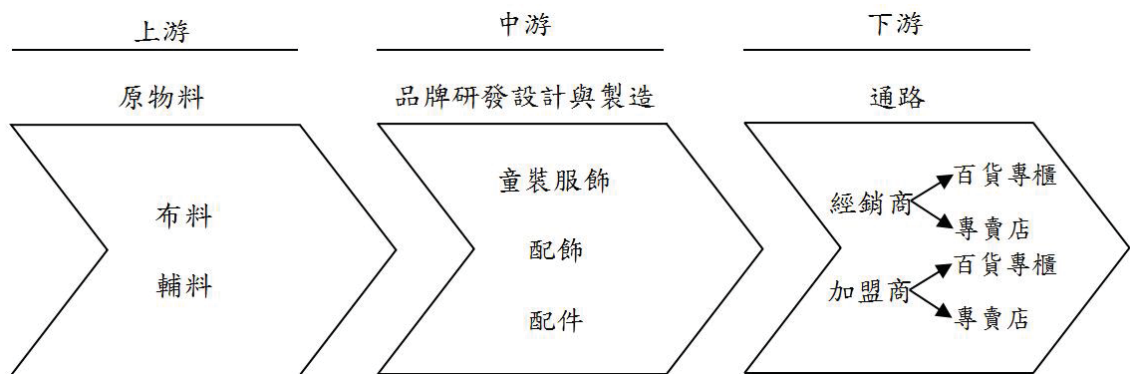 上游
原物料
布料
輔料
中游
品牌研發設計與製造
童裝服飾
配飾
配件
下游
通路
經銷商
百貨專櫃
專賣店
加盟商
百貨專櫃
專賣店